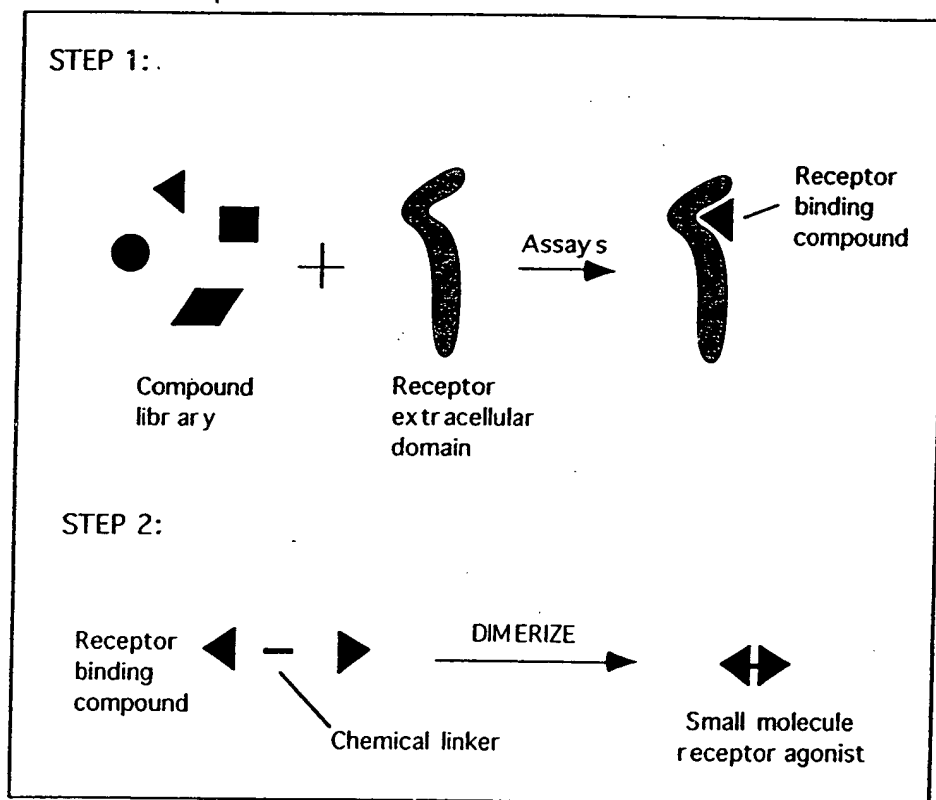 STEP 1:.
Assays
Receptor
binding
compound
Compound
library
Receptor
extracellular
domain
STEP 2:
Receptor
binding
compound
DIMERIZE
Chemical linker
Small molecule
receptor agonist